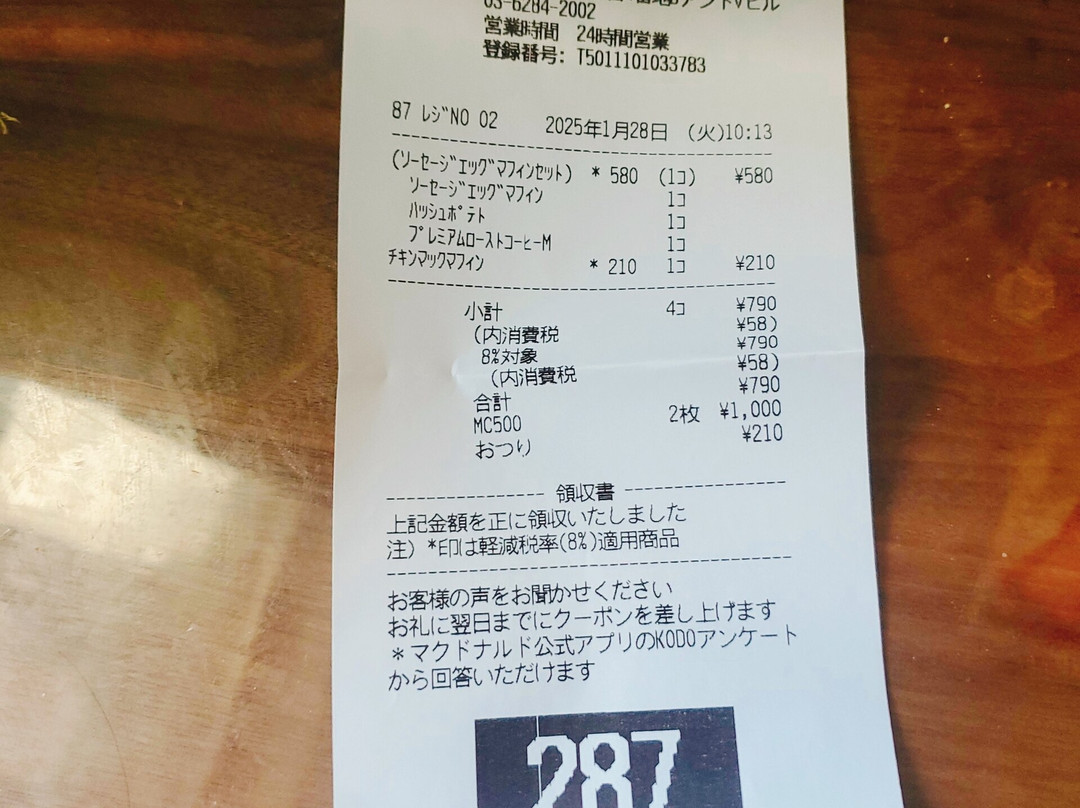 03-6284-2002
営業時間 24時間営業
登録番号: T5011101033783
87 レジNO 02 2025年1月28日 (火)10:13
(ソーセージエッグマフィンセット) * 580 (1コ) ¥580
ソーセージエッグマフィン 1コ
ハッシュポテト 1コ
プレミアムローストコーヒーM 1コ
チキンマックマフィン * 210 1コ ¥210
小計 4コ ¥790
(内消費税 ¥58)
8%対象 ¥790
(内消費税 ¥58)
合計 ¥790
MC500 2枚 ¥1,000
おつり ¥210
領収書
上記金額を正に領収いたしました
注) *印は軽減税率(8%)適用商品
お客様の声をお聞かせください
お礼に翌日までにクーポンを差し上げます
*マクドナルド公式アプリのKODOアンケート
から回答いただけます
287